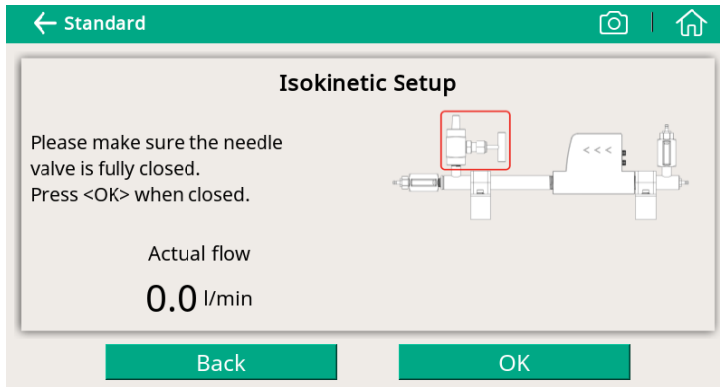 Standard
Isokinetic Setup
Please make sure the needle
valve is fully closed.
Press <OK> when closed.
< < <
Actual flow
0.0 l/min
Back
OK